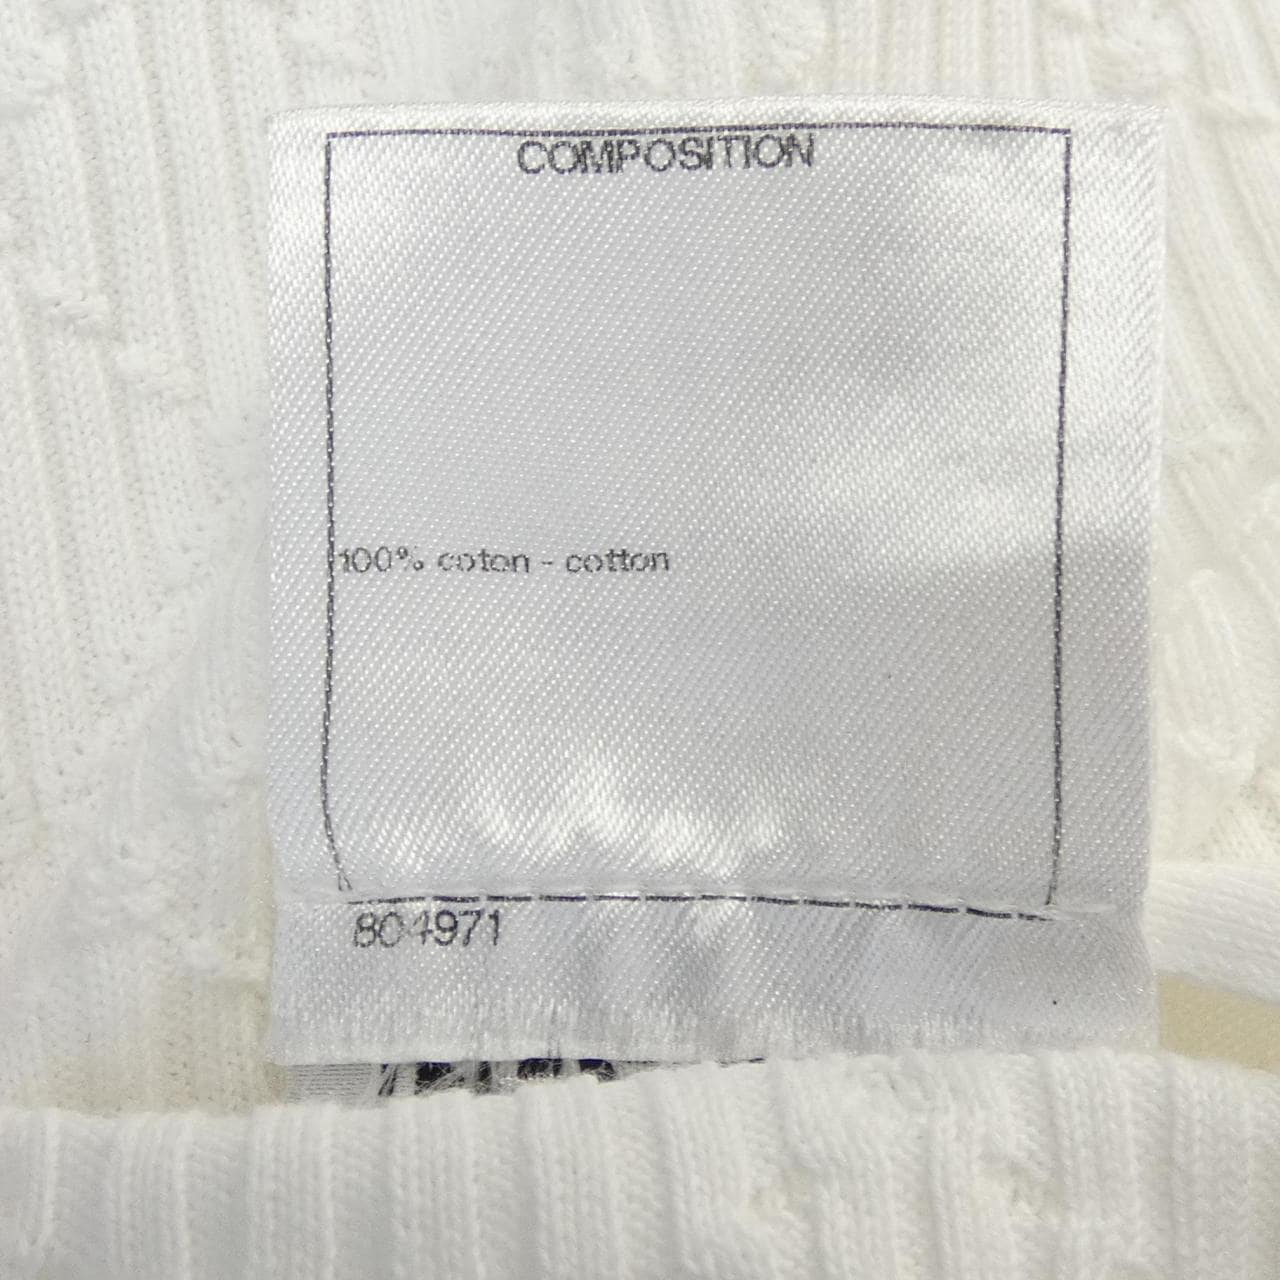 COMPOSITION
100% coton - cotton
804971